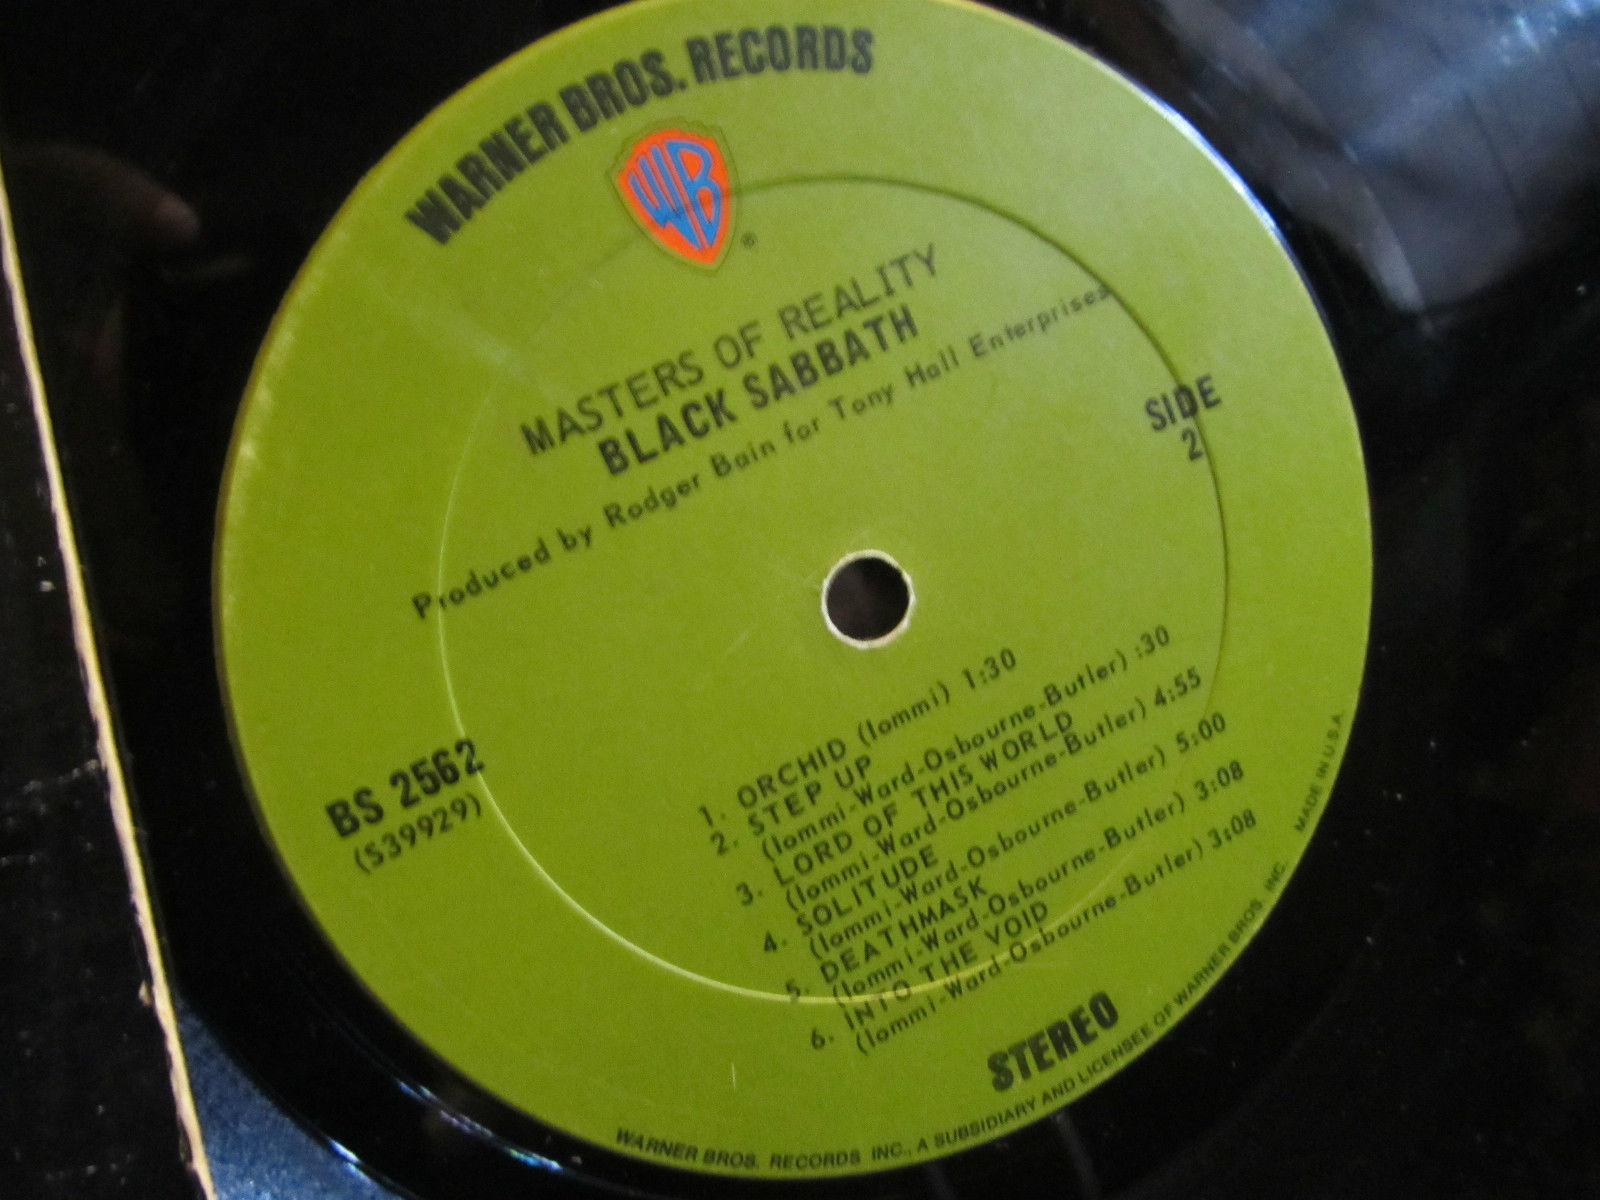 WARNER BROS. RECORDS
WB
®
MASTERS OF REALITY
BLACK SABBATH
Produced by Rodger Bain for Tony Hall Enterprises
SIDE
2
BS 2562
(S39929)
1. ORCHID (Iommi) 1:30
2. STEP UP
(Iommi-Ward-Osbourne-Butler) :30
3. LORD OF THIS WORLD
(Iommi-Ward-Osbourne-Butler) 4:55
4. SOLITUDE
(Iommi-Ward-Osbourne-Butler) 5:00
5. DEATHMASK
(Iommi-Ward-Osbourne-Butler) 3:08
6. INTO THE VOID
(Iommi-Ward-Osbourne-Butler) 3:08
STEREO
WARNER BROS. RECORDS INC., A SUBSIDIARY AND LICENSEE OF WARNER BROS. INC. MADE IN U.S.A.